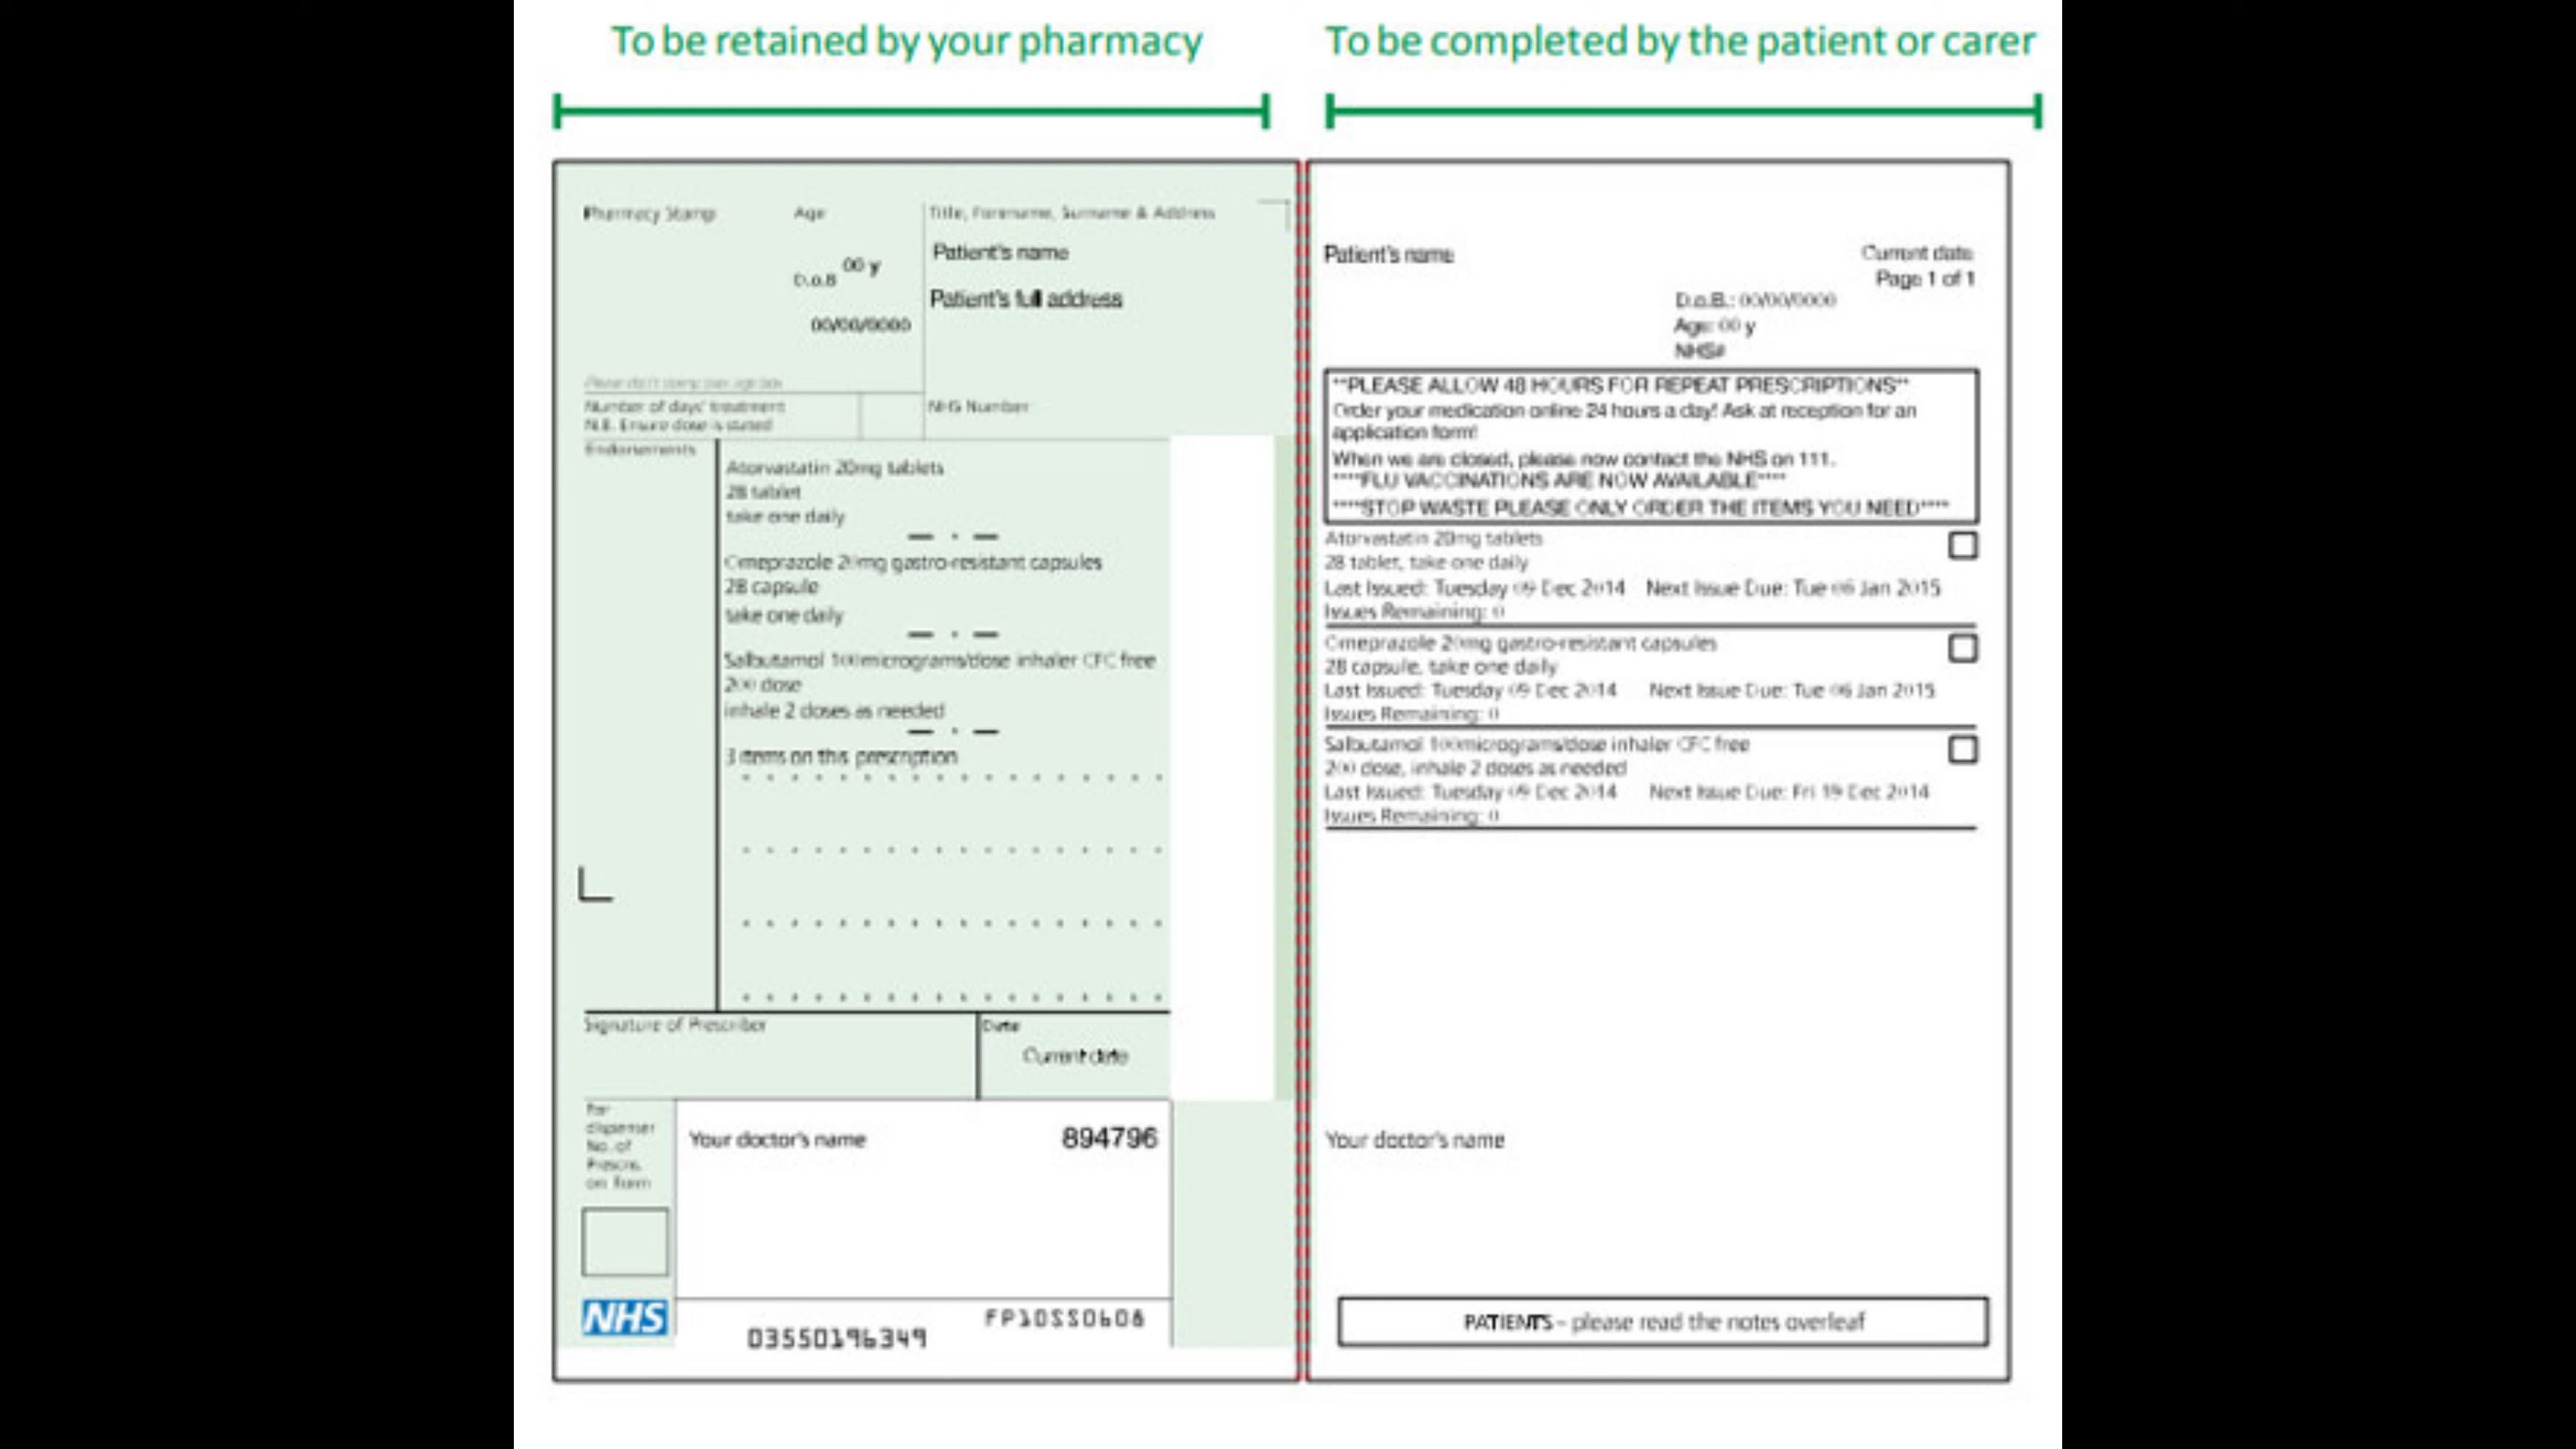 To be retained by your pharmacy
To be completed by the patient or carer
Pharmacy Stamp
Age
00 y
D.o.B
00/00/0000
Title, Forename, Surname & Address
Patient's name
Patient's full address
Please don't stamp over age box
Number of days' treatment
N.B. Ensure dose is stated
NHS Number
Endorsements
Atorvastatin 20mg tablets
28 tablet
take one daily
Omeprazole 20mg gastro-resistant capsules
28 capsule
take one daily
Salbutamol 100micrograms/dose inhaler CFC free
200 dose
inhale 2 doses as needed
3 items on this prescription
Signature of Prescriber
Date
Current date
For
dispenser
No. of
Prescns.
on form
Your doctor's name
894796
NHS
03550196349
FP10SS0608
Patient's name
Current date
Page 1 of 1
D.o.B.: 00/00/0000
Age: 00 y
NHS#
**PLEASE ALLOW 48 HOURS FOR REPEAT PRESCRIPTIONS**
Order your medication online 24 hours a day! Ask at reception for an
application form!
When we are closed, please now contact the NHS on 111.
****FLU VACCINATIONS ARE NOW AVAILABLE****
****STOP WASTE PLEASE ONLY ORDER THE ITEMS YOU NEED****
Atorvastatin 20mg tablets
28 tablet, take one daily
Last Issued: Tuesday 09 Dec 2014 Next Issue Due: Tue 06 Jan 2015
Issues Remaining: 0
Omeprazole 20mg gastro-resistant capsules
28 capsule, take one daily
Last Issued: Tuesday 09 Dec 2014 Next Issue Due: Tue 06 Jan 2015
Issues Remaining: 0
Salbutamol 100micrograms/dose inhaler CFC free
200 dose, inhale 2 doses as needed
Last Issued: Tuesday 09 Dec 2014 Next Issue Due: Fri 19 Dec 2014
Issues Remaining: 0
Your doctor's name
PATIENTS – please read the notes overleaf